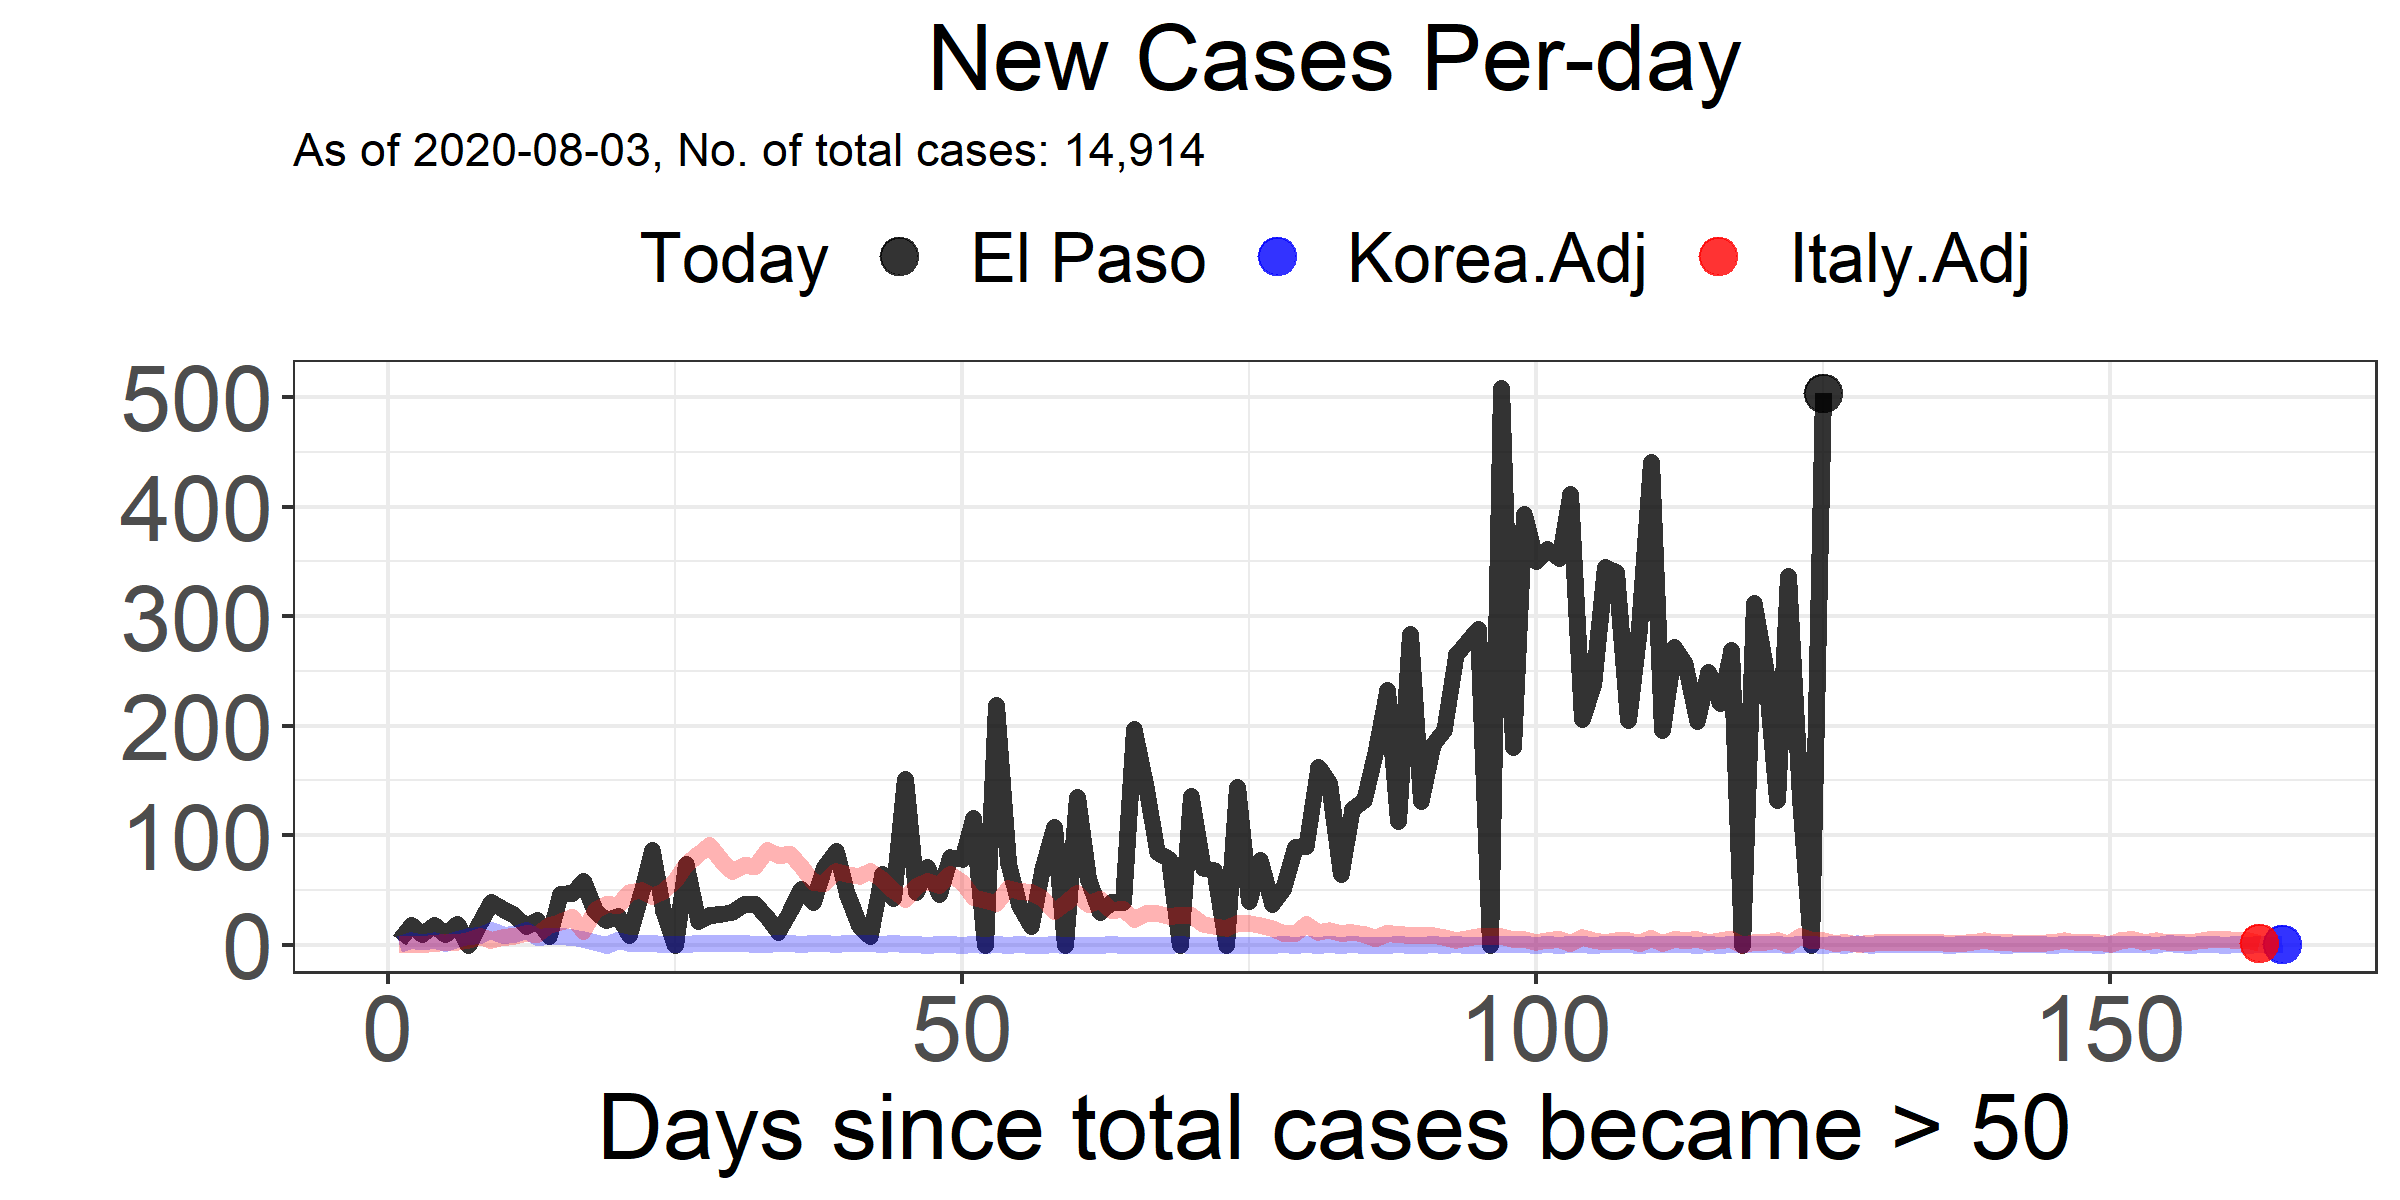 New Cases Per-day
As of 2020-08-03, No. of total cases: 14,914
Today El Paso Korea.Adj Italy.Adj
500
400
300
200
100
0
0 50 100 150
Days since total cases became > 50